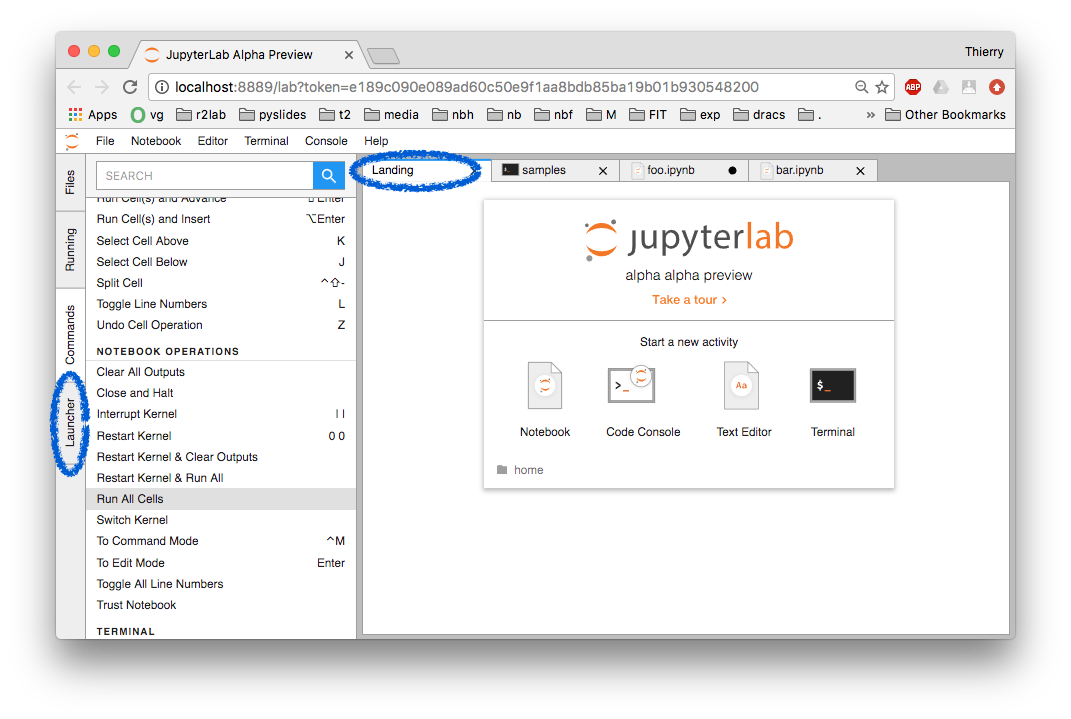 JupyterLab Alpha Preview
Thierry
localhost:8889/lab?token=e189c090e089ad60c50e9f1aa8bdb85ba19b01b930548200
ABP
Apps vg r2lab pyslides t2 media nbh nb nbf M FIT exp dracs . » Other Bookmarks
File Notebook Editor Terminal Console Help
Files
Running
Commands
Launcher
SEARCH
Run Cell(s) and Advance ⇧Enter
Run Cell(s) and Insert ⌥Enter
Select Cell Above K
Select Cell Below J
Split Cell ^⇧-
Toggle Line Numbers L
Undo Cell Operation Z
NOTEBOOK OPERATIONS
Clear All Outputs
Close and Halt
Interrupt Kernel I I
Restart Kernel 0 0
Restart Kernel & Clear Outputs
Restart Kernel & Run All
Run All Cells
Switch Kernel
To Command Mode ^M
To Edit Mode Enter
Toggle All Line Numbers
Trust Notebook
TERMINAL
Landing samples foo.ipynb bar.ipynb
jupyterlab
alpha alpha preview
Take a tour ›
Start a new activity
>_ Aa $_
Notebook Code Console Text Editor Terminal
home